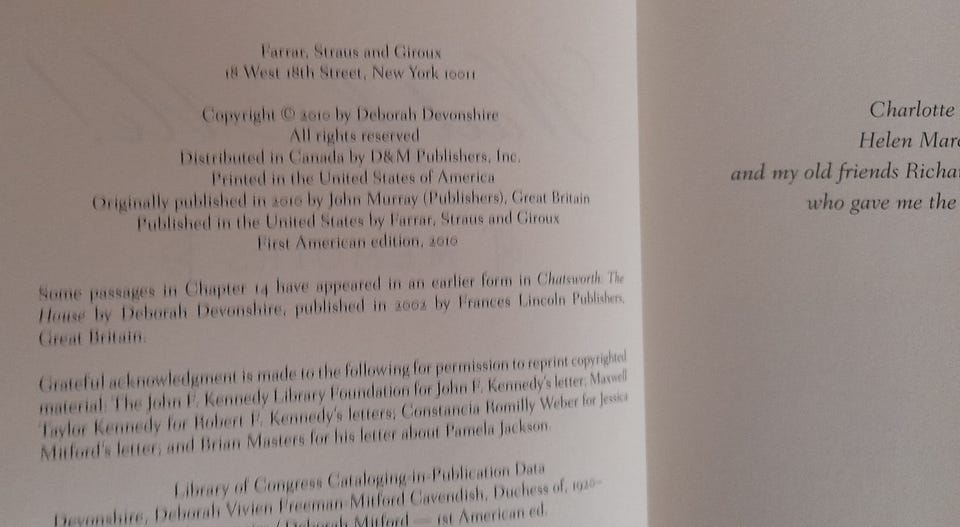 Farrar, Straus and Giroux
18 West 18th Street, New York 10011
Copyright © 2010 by Deborah Devonshire
All rights reserved
Distributed in Canada by D&M Publishers, Inc.
Printed in the United States of America
Originally published in 2010 by John Murray (Publishers), Great Britain
Published in the United States by Farrar, Straus and Giroux
First American edition, 2010
Some passages in Chapter 14 have appeared in an earlier form in Chatsworth: The
House by Deborah Devonshire, published in 2002 by Frances Lincoln Publishers,
Great Britain.
Grateful acknowledgment is made to the following for permission to reprint copyrighted
material: The John F. Kennedy Library Foundation for John F. Kennedy's letter; Maxwell
Taylor Kennedy for Robert F. Kennedy's letters; Constancia Romilly Weber for Jessica
Mitford's letter; and Brian Masters for his letter about Pamela Jackson.
Library of Congress Cataloging-in-Publication Data
Devonshire, Deborah Vivien Freeman-Mitford Cavendish, Duchess of, 1920–
/ Deborah Mitford — 1st American ed.
Charlotte
Helen Marc
and my old friends Richa
who gave me the